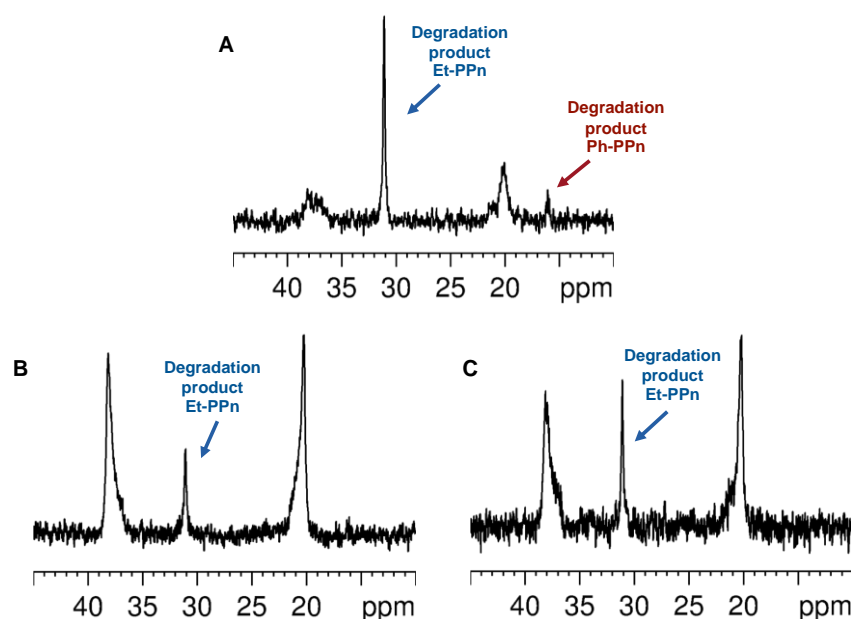 A
Degradation
product
Et-PPn
Degradation
product
Ph-PPn
40 35 30 25 20 ppm
B
Degradation
product
Et-PPn
40 35 30 25 20 ppm
C
Degradation
product
Et-PPn
40 35 30 25 20 ppm